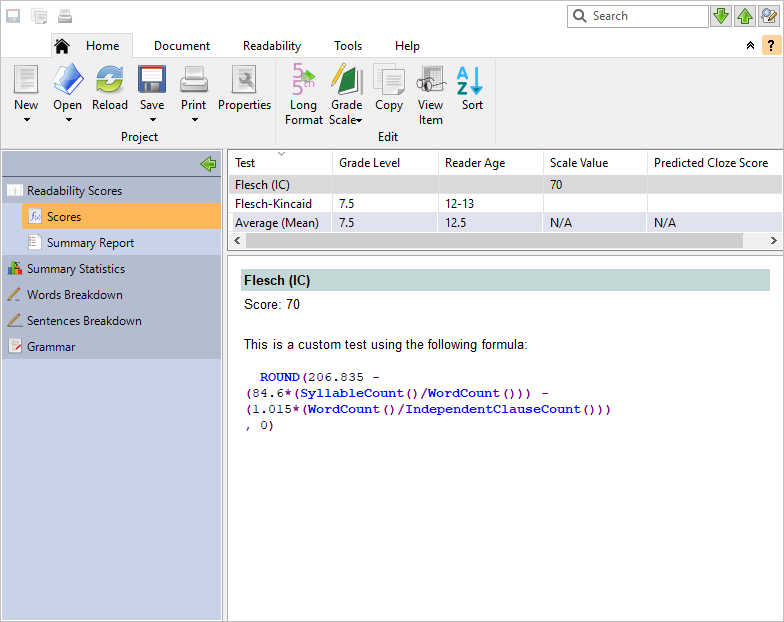 Search
?
Home Document Readability Tools Help
New Open Reload Save Print Properties
Project
5
5th
Long Format Grade Scale Copy View Item Sort
A
Z
Edit
Test Grade Level Reader Age Scale Value Predicted Cloze Score
Flesch (IC) 70
Flesch-Kincaid 7.5 12-13
Average (Mean) 7.5 12.5 N/A N/A
Readability Scores
f(x) Scores
Summary Report
Summary Statistics
Words Breakdown
Sentences Breakdown
Grammar
Flesch (IC)
Score: 70
This is a custom test using the following formula:
ROUND(206.835 -
(84.6*(SyllableCount()/WordCount())) -
(1.015*(WordCount()/IndependentClauseCount()))
, 0)